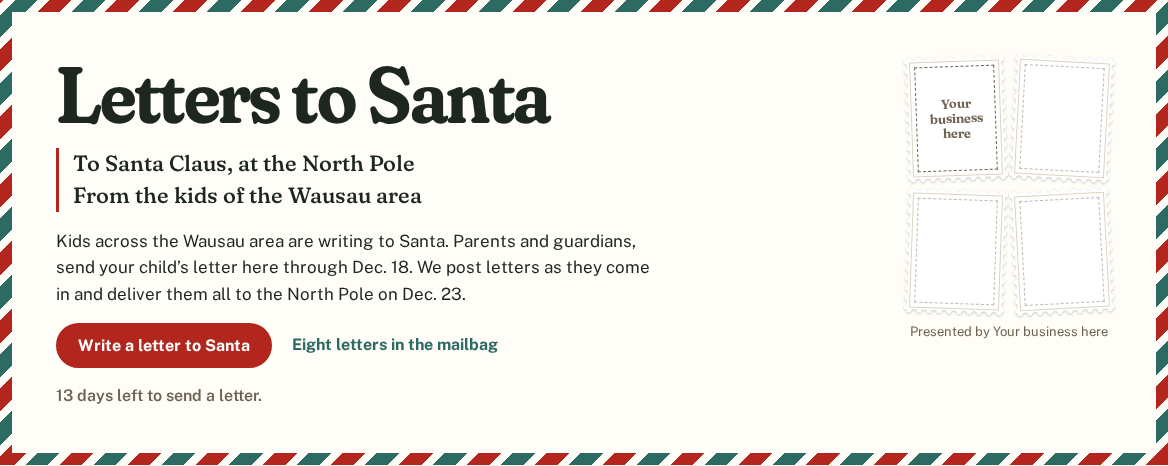 Letters to Santa
To Santa Claus, at the North Pole
From the kids of the Wausau area
Kids across the Wausau area are writing to Santa. Parents and guardians,
send your child’s letter here through Dec. 18. We post letters as they come
in and deliver them all to the North Pole on Dec. 23.
Write a letter to Santa
Eight letters in the mailbag
13 days left to send a letter.
Your
business
here
Presented by Your business here